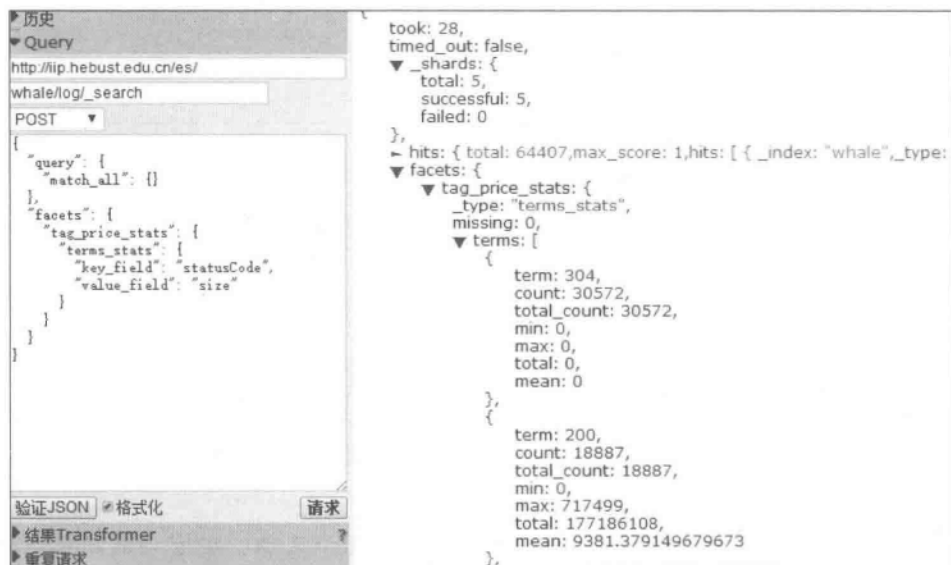 ▶历史
▼Query
http://iip.hebust.edu.cn/es/
whale/log/_search
POST ▼
{
"query": {
"match_all": {}
},
"facets": {
"tag_price_stats": {
"terms_stats": {
"key_field": "statusCode",
"value_field": "size"
}
}
}
}
验证JSON 格式化 请求
▶结果Transformer ?
▶重复请求
{
took: 28,
timed_out: false,
▼ _shards: {
total: 5,
successful: 5,
failed: 0
},
► hits: { total: 64407,max_score: 1,hits: [ { _index: "whale",_type:
▼ facets: {
▼ tag_price_stats: {
_type: "terms_stats",
missing: 0,
▼ terms: [
{
term: 304,
count: 30572,
total_count: 30572,
min: 0,
max: 0,
total: 0,
mean: 0
},
{
term: 200,
count: 18887,
total_count: 18887,
min: 0,
max: 717499,
total: 177186108,
mean: 9381.379149679673
},